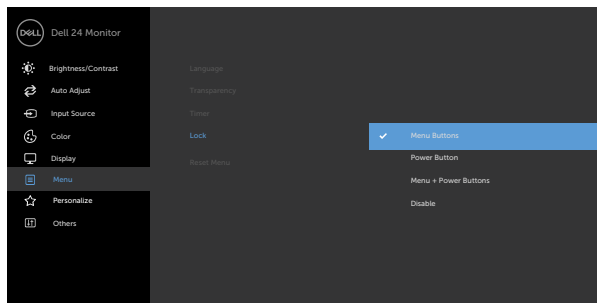 DELL Dell 24 Monitor
Brightness/Contrast
Auto Adjust
Input Source
Color
Display
Menu
Personalize
Others
Language
Transparency
Timer
Lock
Reset Menu
Menu Buttons
Power Button
Menu + Power Buttons
Disable